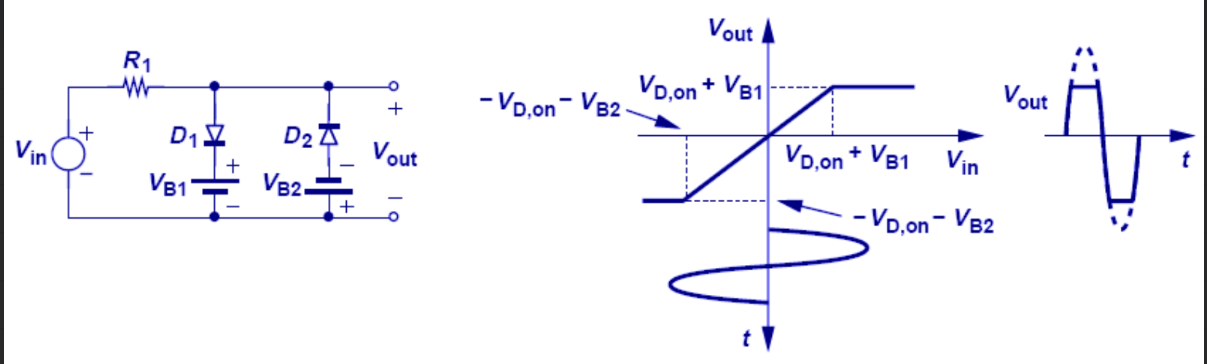 R1
Vin
+
−
D1
+
VB1
−
D2
−
VB2
+
+
Vout
−
Vout
VD,on + VB1
−VD,on − VB2
VD,on + VB1
Vin
−VD,on − VB2
t
Vout
t